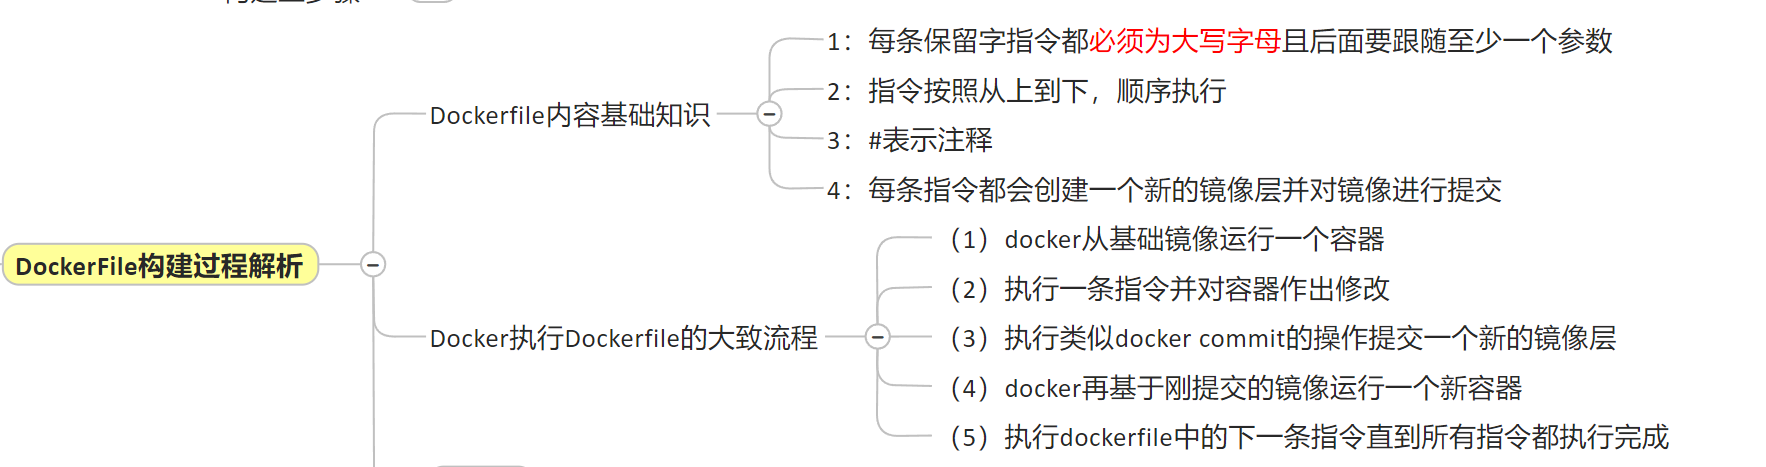 Dockerfile内容基础知识
1：每条保留字指令都必须为大写字母且后面要跟随至少一个参数
2：指令按照从上到下，顺序执行
3：#表示注释
4：每条指令都会创建一个新的镜像层并对镜像进行提交
DockerFile构建过程解析
Docker执行Dockerfile的大致流程
（1）docker从基础镜像运行一个容器
（2）执行一条指令并对容器作出修改
（3）执行类似docker commit的操作提交一个新的镜像层
（4）docker再基于刚提交的镜像运行一个新容器
（5）执行dockerfile中的下一条指令直到所有指令都执行完成